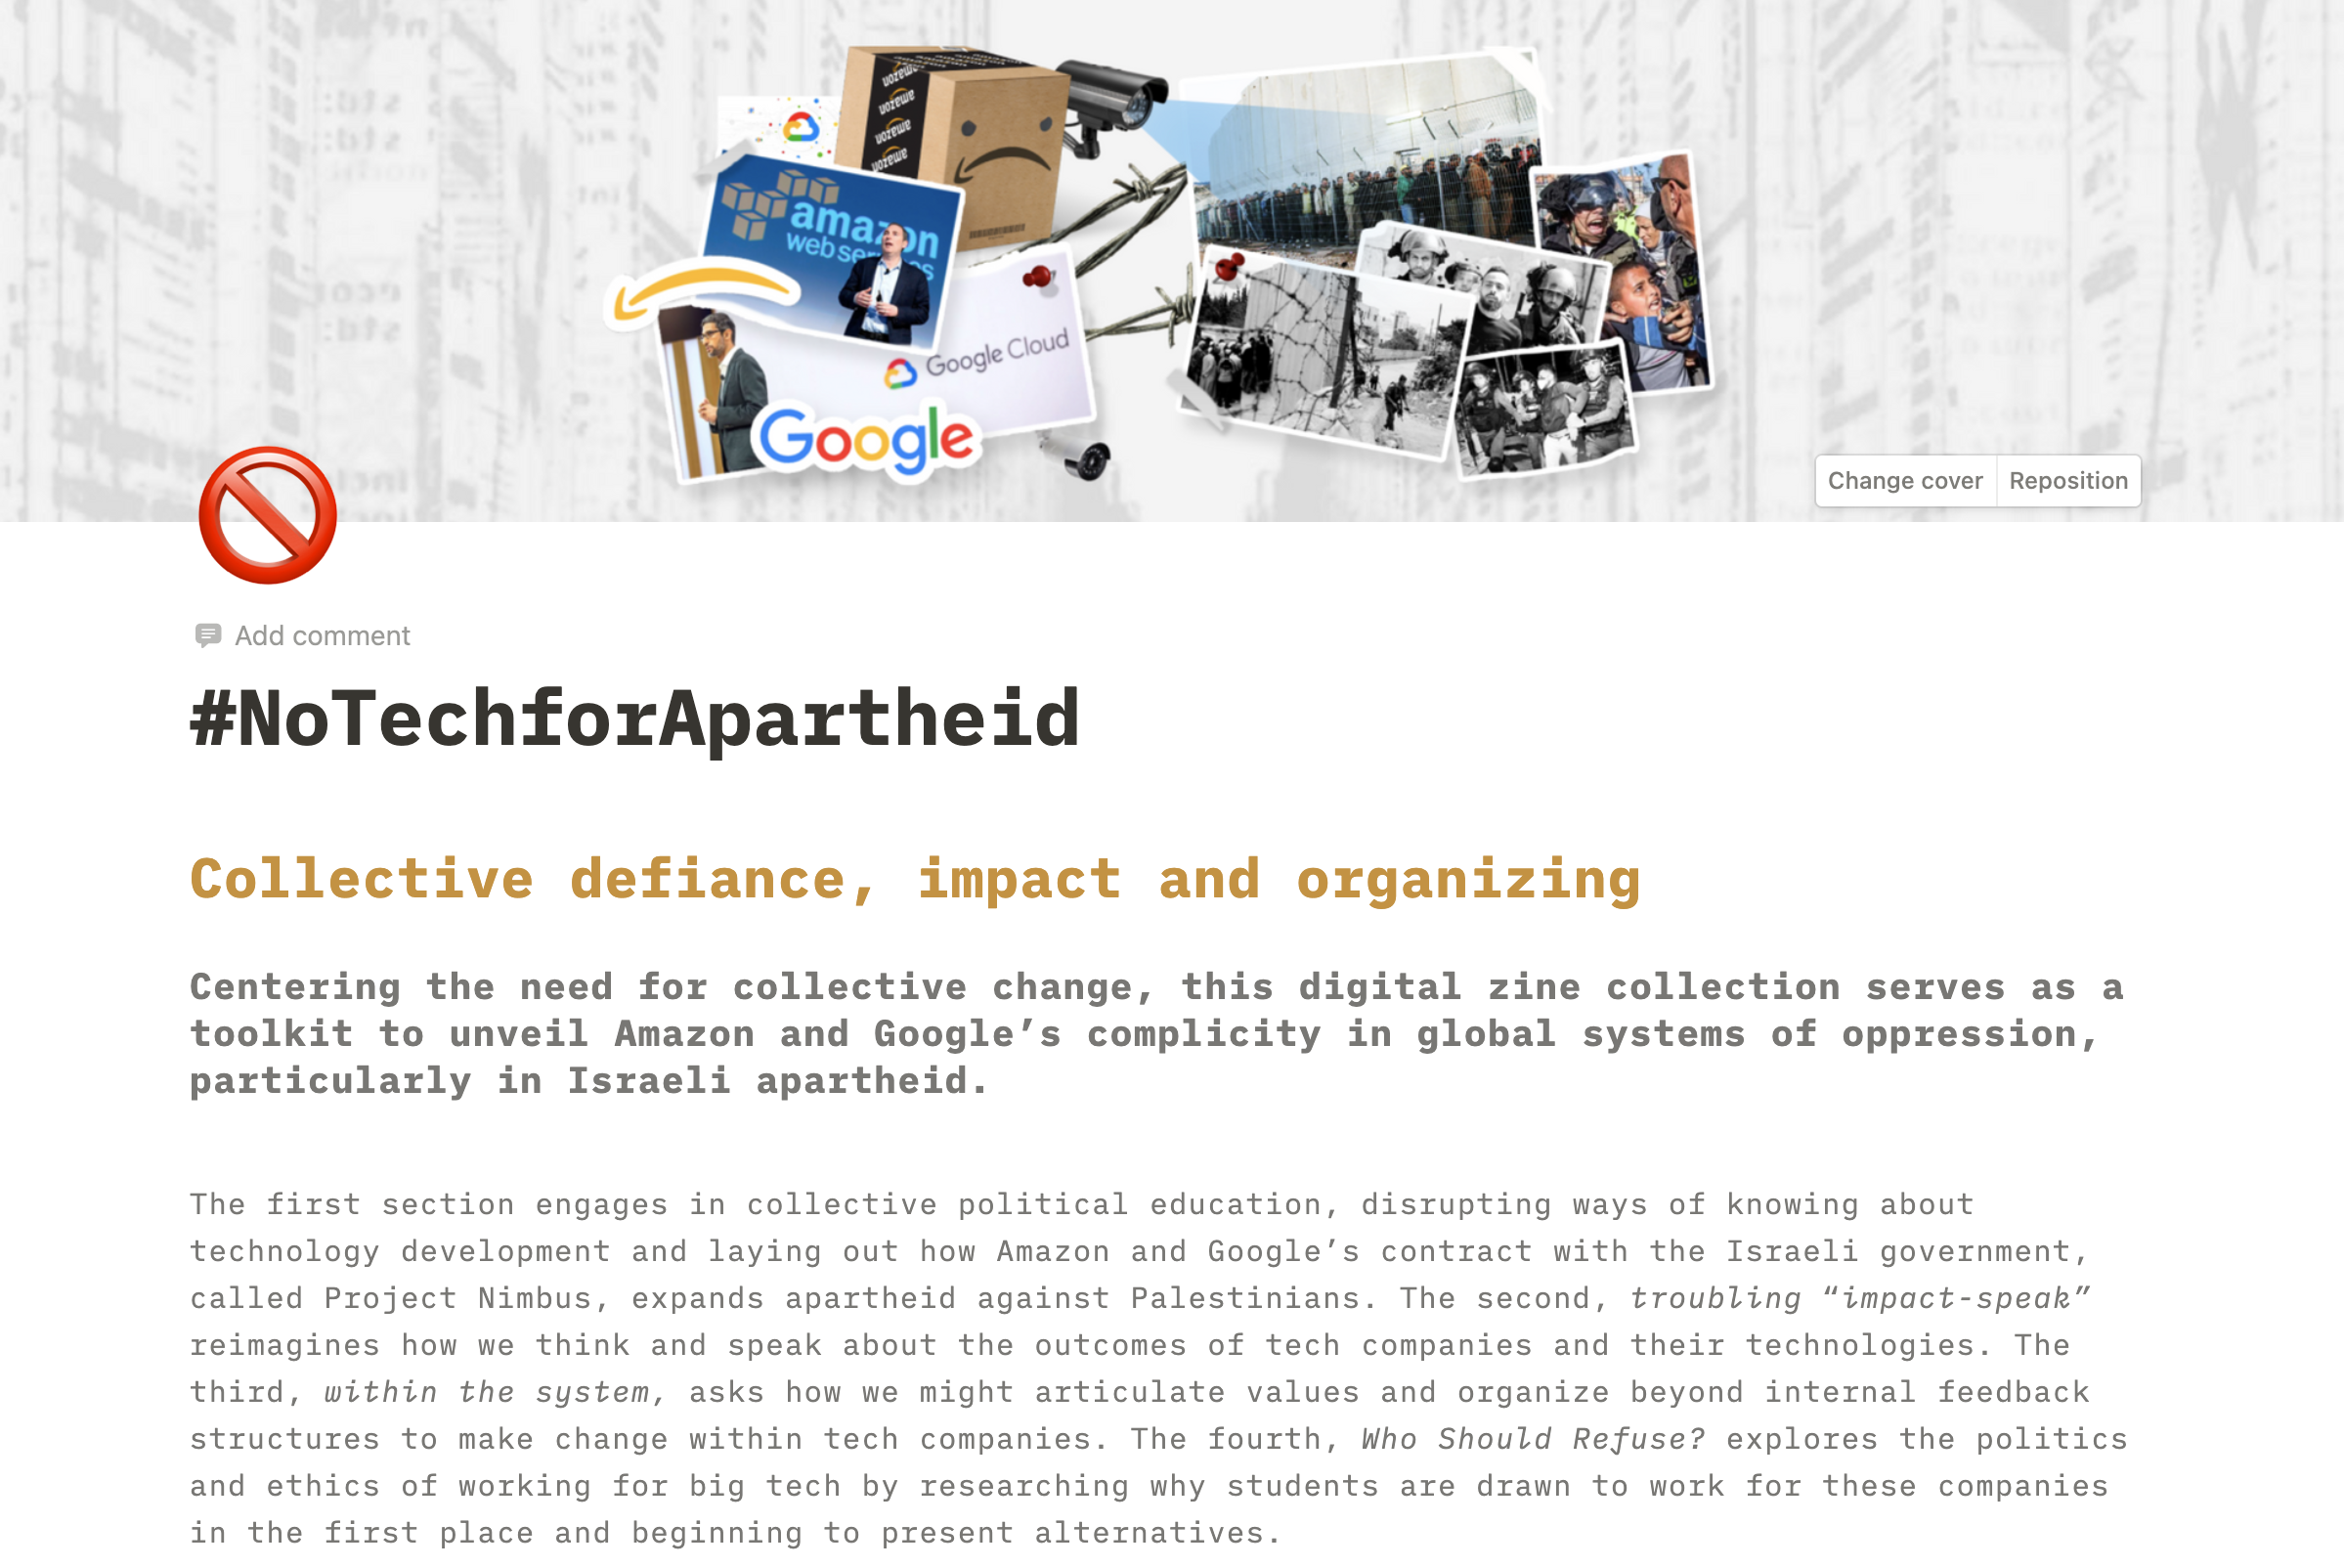 amazon
amazon
amazon
amazon
amazon
web services
Google Cloud
Google
Change cover
Reposition
Add comment
#NoTechforApartheid
Collective defiance, impact and organizing
Centering the need for collective change, this digital zine collection serves as a
toolkit to unveil Amazon and Google’s complicity in global systems of oppression,
particularly in Israeli apartheid.
The first section engages in collective political education, disrupting ways of knowing about
technology development and laying out how Amazon and Google’s contract with the Israeli government,
called Project Nimbus, expands apartheid against Palestinians. The second, troubling “impact-speak”
reimagines how we think and speak about the outcomes of tech companies and their technologies. The
third, within the system, asks how we might articulate values and organize beyond internal feedback
structures to make change within tech companies. The fourth, Who Should Refuse? explores the politics
and ethics of working for big tech by researching why students are drawn to work for these companies
in the first place and beginning to present alternatives.